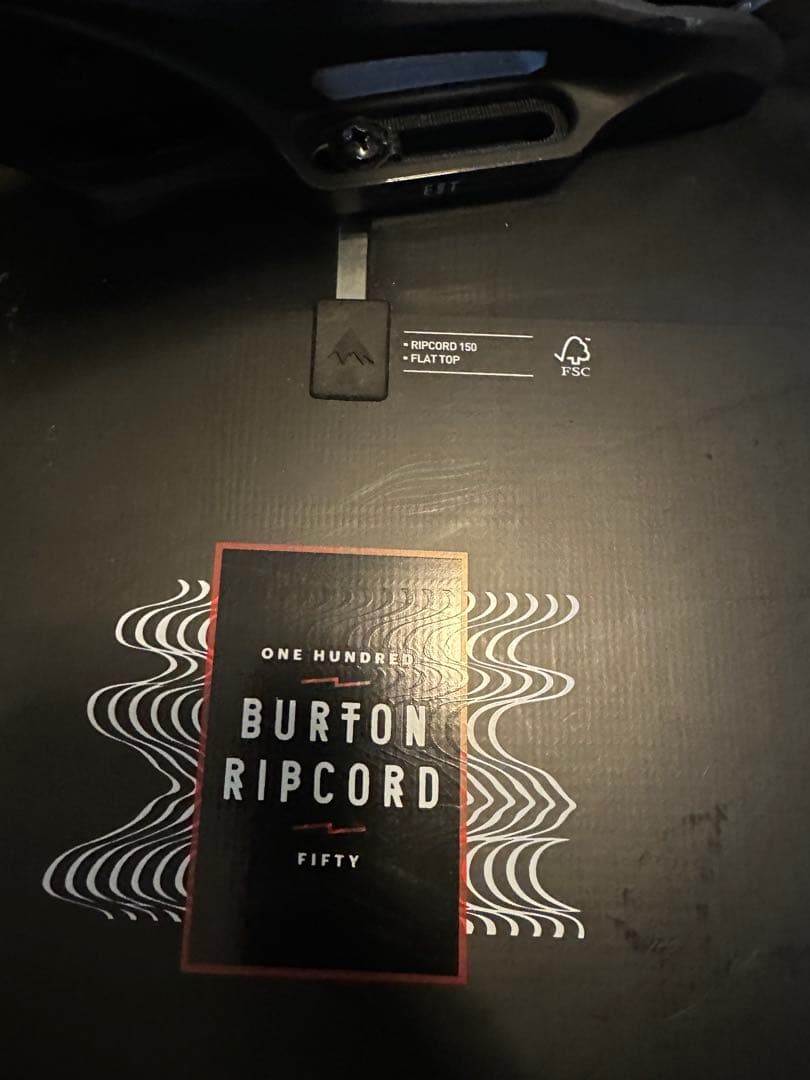 EST
- RIPCORD 150
- FLAT TOP
FSC
ONE HUNDRED
BURTON
RIPCORD
FIFTY